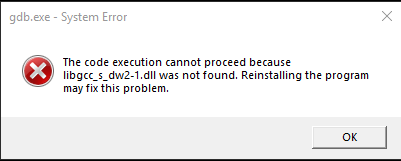 gdb.exe - System Error
The code execution cannot proceed because
libgcc_s_dw2-1.dll was not found. Reinstalling the program
may fix this problem.
OK